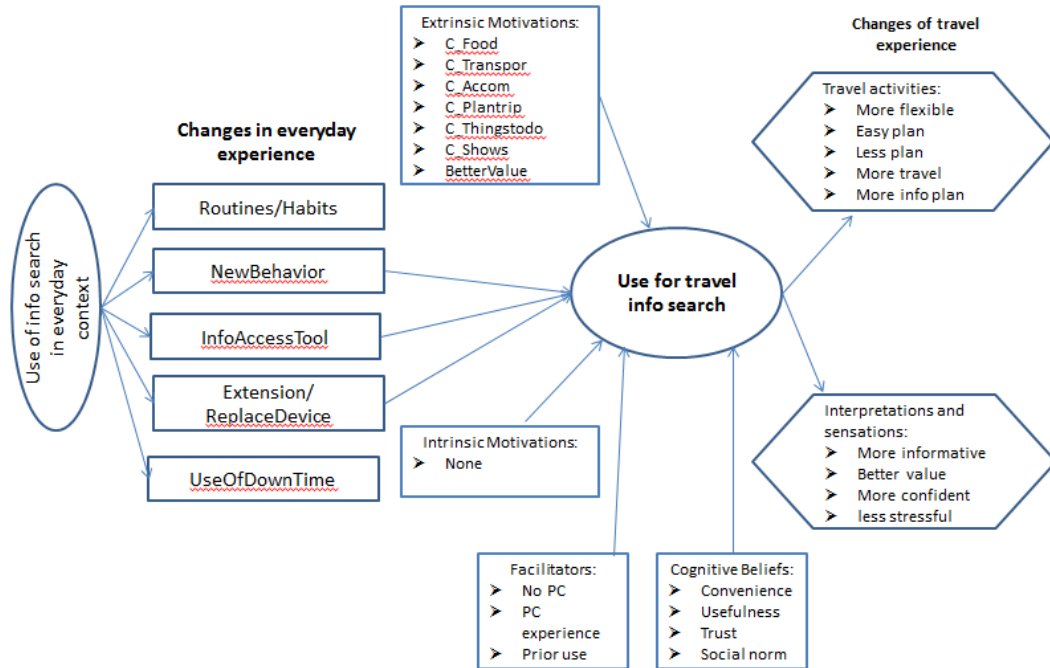 Use of info search
in everyday
context
Changes in everyday
experience
Routines/Habits
NewBehavior
InfoAccessTool
Extension/
ReplaceDevice
UseOfDownTime
Extrinsic Motivations:
➤ C_Food
➤ C_Transpor
➤ C_Accom
➤ C_Plantrip
➤ C_Thingstodo
➤ C_Shows
➤ BetterValue
Intrinsic Motivations:
➤ None
Facilitators:
➤ No PC
➤ PC
experience
➤ Prior use
Cognitive Beliefs:
➤ Convenience
➤ Usefulness
➤ Trust
➤ Social norm
Use for travel
info search
Changes of travel
experience
Travel activities:
➤ More flexible
➤ Easy plan
➤ Less plan
➤ More travel
➤ More info plan
Interpretations and
sensations:
➤ More informative
➤ Better value
➤ More confident
➤ less stressful